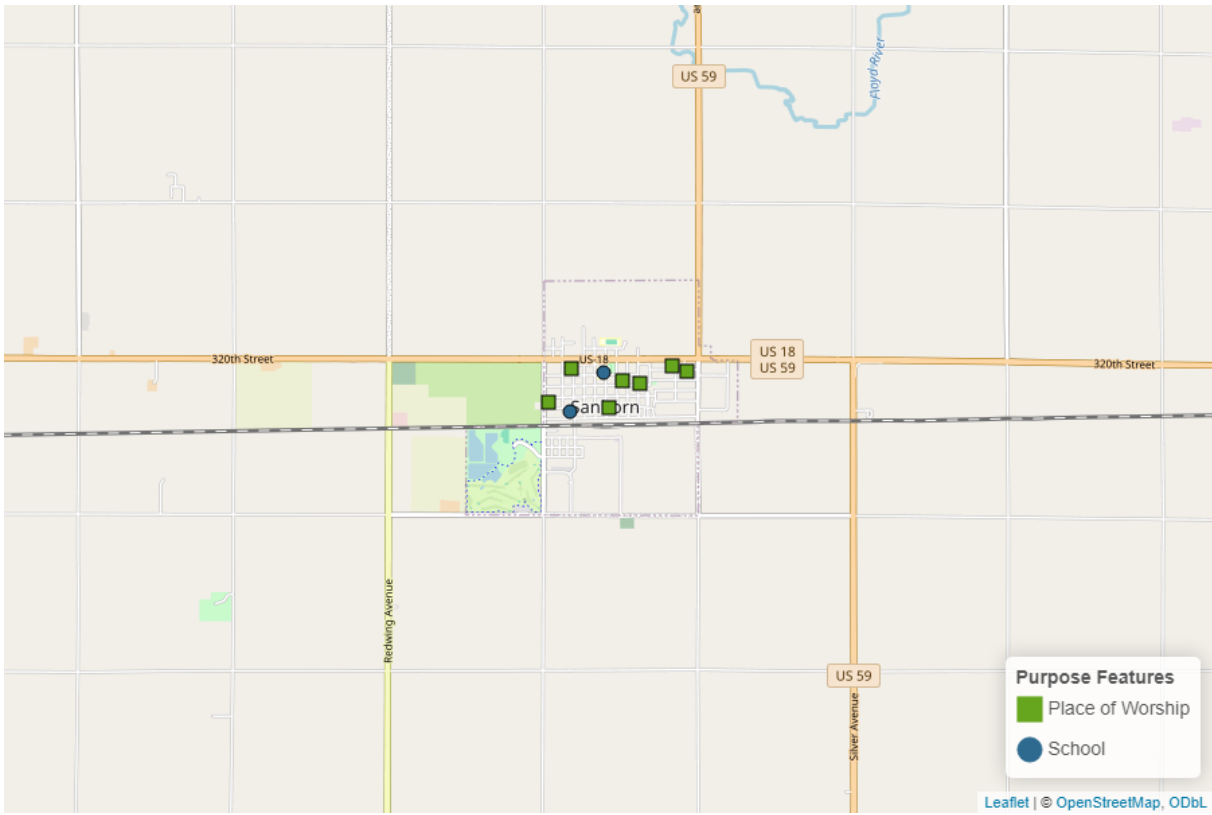 US 59
Floyd River
320th Street
US-18
US 18
US 59
320th Street
Sanborn
Redwing Avenue
US 59
Silver Avenue
Purpose Features
Place of Worship
School
Leaflet | © OpenStreetMap, ODbL